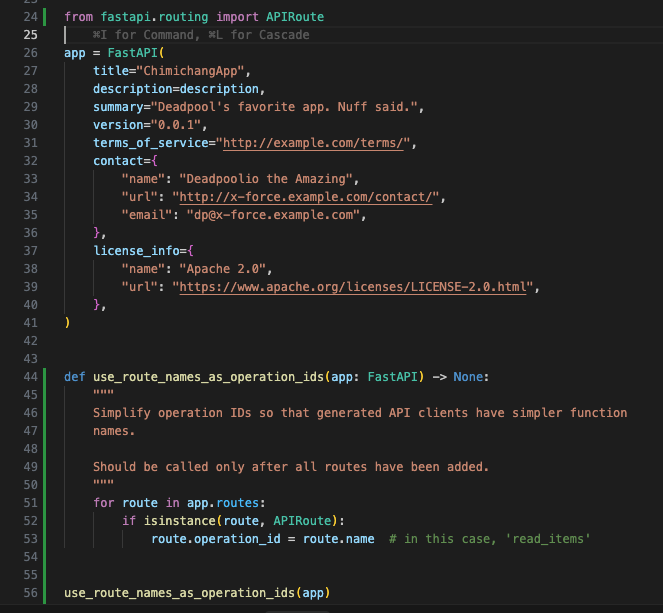 24 from fastapi.routing import APIRoute
25 ⌘I for Command, ⌘L for Cascade
26 app = FastAPI(
27     title="ChimichangApp",
28     description=description,
29     summary="Deadpool's favorite app. Nuff said.",
30     version="0.0.1",
31     terms_of_service="http://example.com/terms/",
32     contact={
33         "name": "Deadpoolio the Amazing",
34         "url": "http://x-force.example.com/contact/",
35         "email": "dp@x-force.example.com",
36     },
37     license_info={
38         "name": "Apache 2.0",
39         "url": "https://www.apache.org/licenses/LICENSE-2.0.html",
40     },
41 )
42
43
44 def use_route_names_as_operation_ids(app: FastAPI) -> None:
45     """
46     Simplify operation IDs so that generated API clients have simpler function
47     names.
48
49     Should be called only after all routes have been added.
50     """
51     for route in app.routes:
52         if isinstance(route, APIRoute):
53             route.operation_id = route.name  # in this case, 'read_items'
54
55
56 use_route_names_as_operation_ids(app)